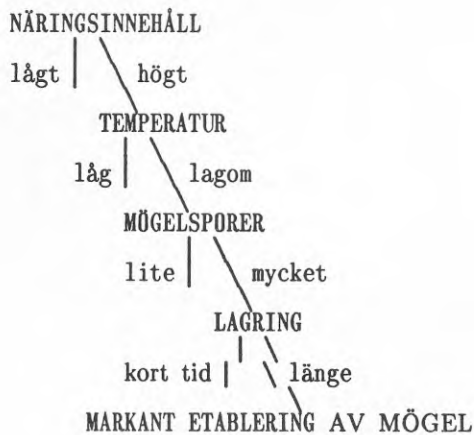 NÄRINGSINNEHÅLL
lågt högt
TEMPERATUR
låg lagom
MÖGELSPORER
lite mycket
LAGRING
kort tid länge
MARKANT ETABLERING AV MÖGEL